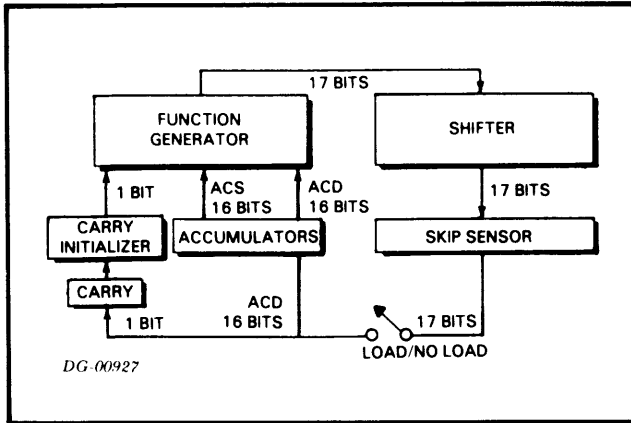 17 BITS
FUNCTION
GENERATOR
SHIFTER
1 BIT
ACS
16 BITS
ACD
16 BITS
17 BITS
CARRY
INITIALIZER
ACCUMULATORS
SKIP SENSOR
CARRY
1 BIT
ACD
16 BITS
17 BITS
LOAD/NO LOAD
DG-00927